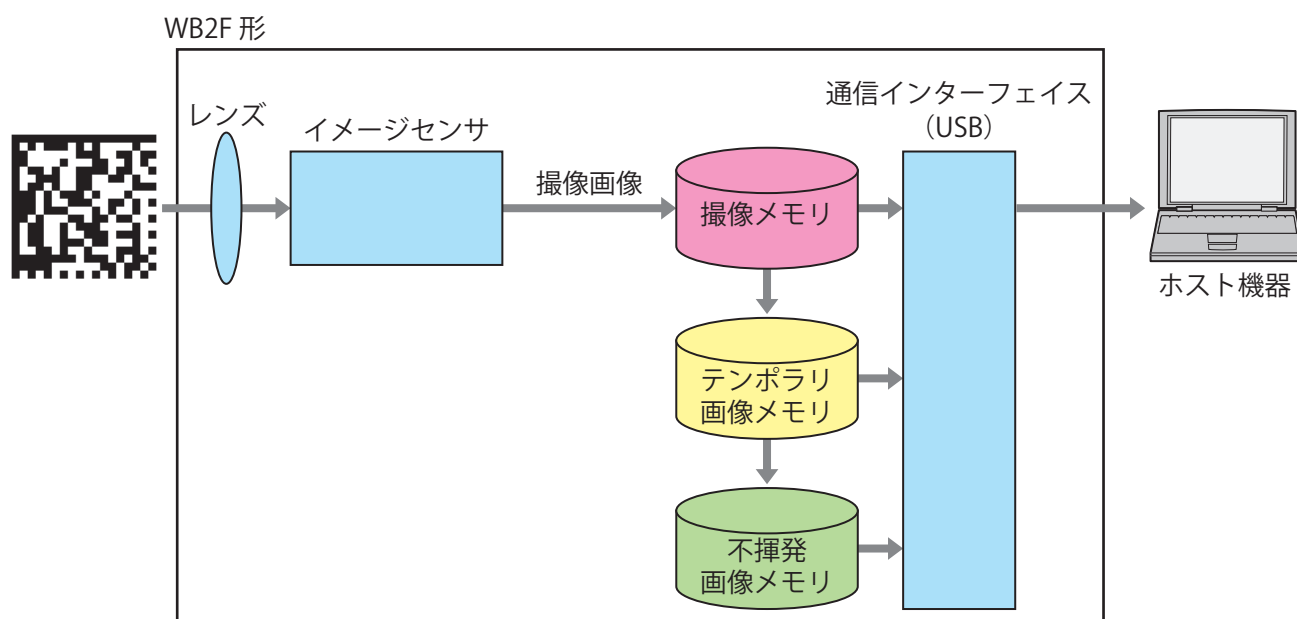 WB2F 形
レンズ
イメージセンサ
撮像画像
撮像メモリ
通信インターフェイス
（USB）
ホスト機器
テンポラリ
画像メモリ
不揮発
画像メモリ